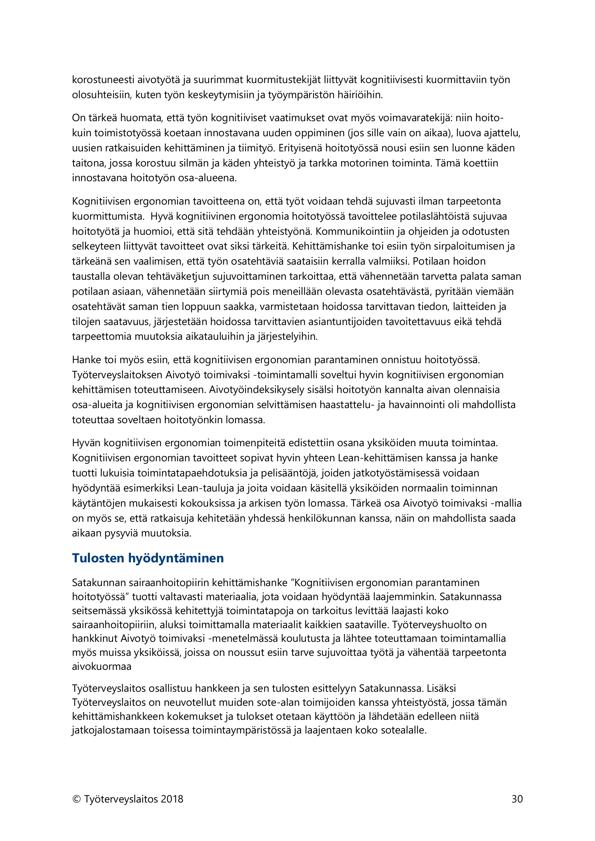 korostuneesti aivotyötä ja suurimmat kuormitustekijät liittyvät kognitiivisesti kuormittaviin työn
olosuhteisiin, kuten työn keskeytymisiin ja työympäristön häiriöihin.
On tärkeä huomata, että työn kognitiiviset vaatimukset ovat myös voimavaratekijä: niin hoito-
kuin toimistotyössä koetaan innostavana uuden oppiminen (jos sille vain on aikaa), luova ajattelu,
uusien ratkaisuiden kehittäminen ja tiimityö. Erityisenä hoitotyössä nousi esiin sen luonne käden
taitona, jossa korostuu silmän ja käden yhteistyö ja tarkka motorinen toiminta. Tämä koettiin
innostavana hoitotyön osa-alueena.
Kognitiivisen ergonomian tavoitteena on, että työt voidaan tehdä sujuvasti ilman tarpeetonta
kuormittumista.  Hyvä kognitiivinen ergonomia hoitotyössä tavoittelee potilaslähtöistä sujuvaa
hoitotyötä ja huomioi, että sitä tehdään yhteistyönä. Kommunikointiin ja ohjeiden ja odotusten
selkeyteen liittyvät tavoitteet ovat siksi tärkeitä. Kehittämishanke toi esiin työn sirpaloitumisen ja
tärkeänä sen vaalimisen, että työn osatehtäviä saataisiin kerralla valmiiksi. Potilaan hoidon
taustalla olevan tehtäväketjun sujuvoittaminen tarkoittaa, että vähennetään tarvetta palata saman
potilaan asiaan, vähennetään siirtymiä pois meneillään olevasta osatehtävästä, pyritään viemään
osatehtävät saman tien loppuun saakka, varmistetaan hoidossa tarvittavan tiedon, laitteiden ja
tilojen saatavuus, järjestetään hoidossa tarvittavien asiantuntijoiden tavoitettavuus eikä tehdä
tarpeettomia muutoksia aikatauluihin ja järjestelyihin.
Hanke toi myös esiin, että kognitiivisen ergonomian parantaminen onnistuu hoitotyössä.
Työterveyslaitoksen Aivotyö toimivaksi -toimintamalli soveltui hyvin kognitiivisen ergonomian
kehittämisen toteuttamiseen. Aivotyöindeksikysely sisälsi hoitotyön kannalta aivan olennaisia
osa-alueita ja kognitiivisen ergonomian selvittämisen haastattelu- ja havainnointi oli mahdollista
toteuttaa soveltaen hoitotyönkin lomassa.
Hyvän kognitiivisen ergonomian toimenpiteitä edistettiin osana yksiköiden muuta toimintaa.
Kognitiivisen ergonomian tavoitteet sopivat hyvin yhteen Lean-kehittämisen kanssa ja hanke
tuotti lukuisia toimintatapaehdotuksia ja pelisääntöjä, joiden jatkotyöstämisessä voidaan
hyödyntää esimerkiksi Lean-tauluja ja joita voidaan käsitellä yksiköiden normaalin toiminnan
käytäntöjen mukaisesti kokouksissa ja arkisen työn lomassa. Tärkeä osa Aivotyö toimivaksi -mallia
on myös se, että ratkaisuja kehitetään yhdessä henkilökunnan kanssa, näin on mahdollista saada
aikaan pysyviä muutoksia.
Tulosten hyödyntäminen
Satakunnan sairaanhoitopiirin kehittämishanke ”Kognitiivisen ergonomian parantaminen
hoitotyössä” tuotti valtavasti materiaalia, jota voidaan hyödyntää laajemminkin. Satakunnassa
seitsemässä yksikössä kehitettyjä toimintatapoja on tarkoitus levittää laajasti koko
sairaanhoitopiiriin, aluksi toimittamalla materiaalit kaikkien saataville. Työterveyshuolto on
hankkinut Aivotyö toimivaksi -menetelmässä koulutusta ja lähtee toteuttamaan toimintamallia
myös muissa yksiköissä, joissa on noussut esiin tarve sujuvoittaa työtä ja vähentää tarpeetonta
aivokuormaa
Työterveyslaitos osallistuu hankkeen ja sen tulosten esittelyyn Satakunnassa. Lisäksi
Työterveyslaitos on neuvotellut muiden sote-alan toimijoiden kanssa yhteistyöstä, jossa tämän
kehittämishankkeen kokemukset ja tulokset otetaan käyttöön ja lähdetään edelleen niitä
jatkojalostamaan toisessa toimintaympäristössä ja laajentaen koko sotealalle.
© Työterveyslaitos 2018
30